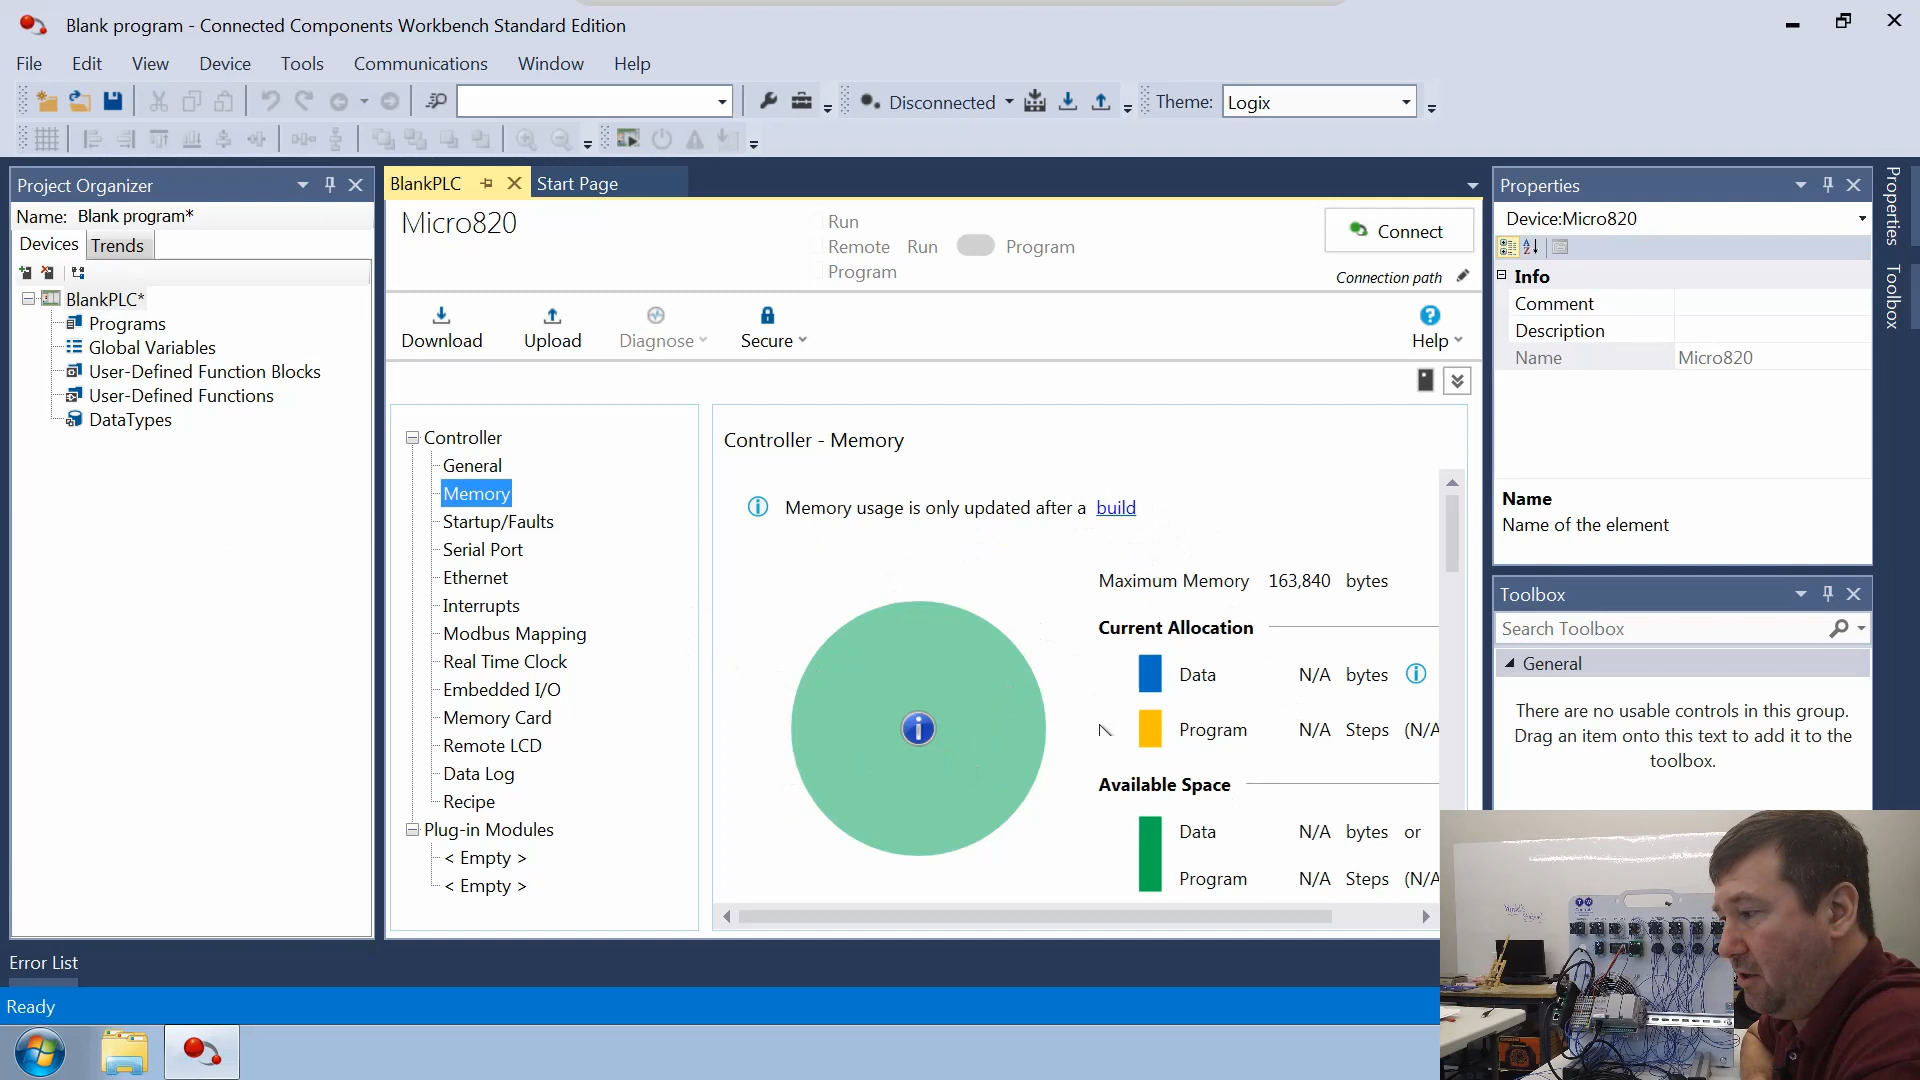 Blank program - Connected Components Workbench Standard Edition
File Edit View Device Tools Communications Window Help
Disconnected Theme: Logix
Project Organizer
Name: Blank program*
Devices Trends
BlankPLC*
Programs
Global Variables
User-Defined Function Blocks
User-Defined Functions
DataTypes
BlankPLC Start Page
Micro820
Run
Remote Run Program
Program
Connect
Connection path
Download Upload Diagnose Secure Help
Controller
General
Memory
Startup/Faults
Serial Port
Ethernet
Interrupts
Modbus Mapping
Real Time Clock
Embedded I/O
Memory Card
Remote LCD
Data Log
Recipe
Plug-in Modules
< Empty >
< Empty >
Controller - Memory
Memory usage is only updated after a build
Maximum Memory 163,840 bytes
Current Allocation
Data N/A bytes
Program N/A Steps (N/A
Available Space
Data N/A bytes or
Program N/A Steps (N/A
Properties
Device:Micro820
Info
Comment
Description
Name Micro820
Name
Name of the element
Toolbox
Search Toolbox
General
There are no usable controls in this group.
Drag an item onto this text to add it to the
toolbox.
Properties
Toolbox
Error List
Ready